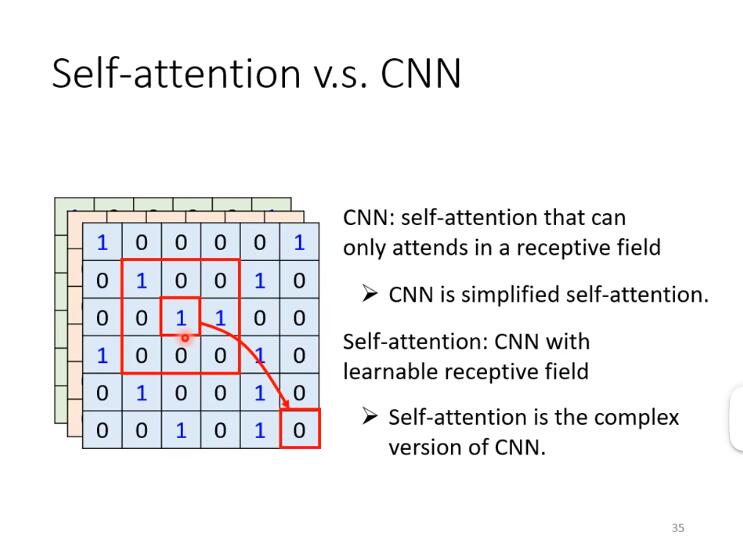 Self-attention v.s. CNN
1 0 0 0 0 1
0 1 0 0 1 0
0 0 1 1 0 0
1 0 0 0 1 0
0 1 0 0 1 0
0 0 1 0 1 0
CNN: self-attention that can
only attends in a receptive field
➢ CNN is simplified self-attention.
Self-attention: CNN with
learnable receptive field
➢ Self-attention is the complex
version of CNN.
35